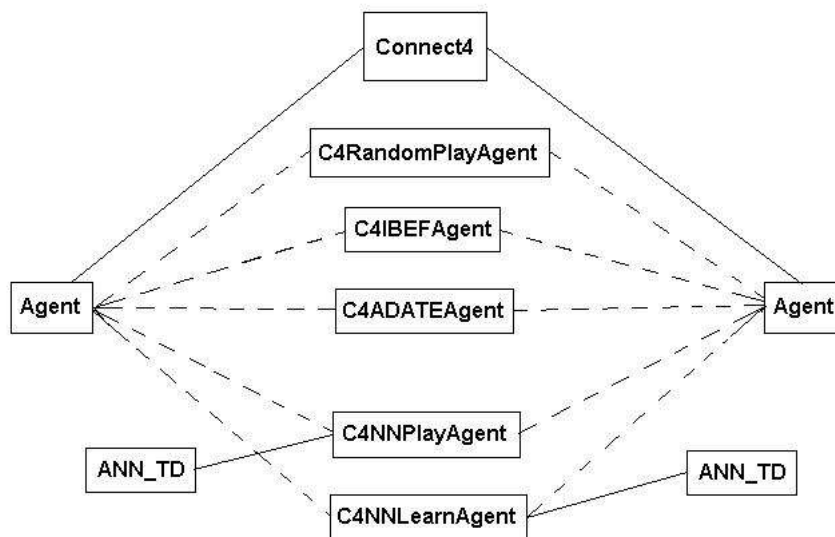 Connect4
C4RandomPlayAgent
C4IBEFAgent
Agent
C4ADATEAgent
Agent
C4NNPlayAgent
ANN_TD
ANN_TD
C4NNLearnAgent